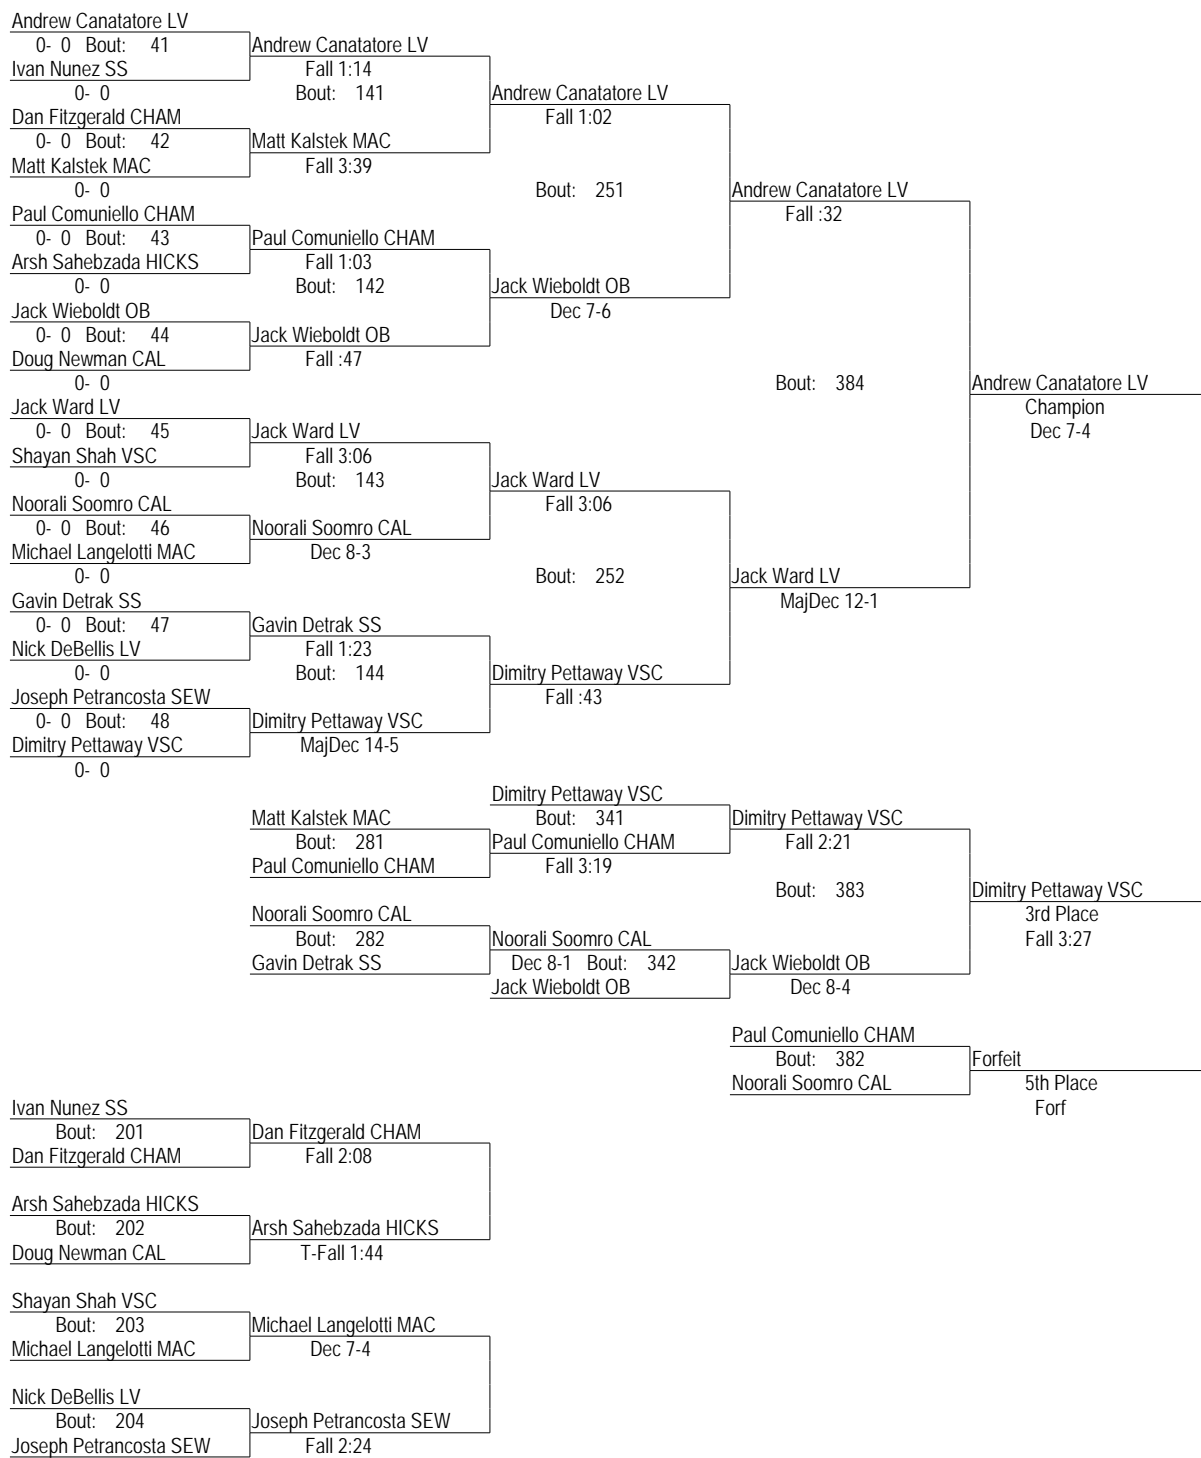 Andrew Canatatore LV
0- 0 Bout: 41
Andrew Canatatore LV
Ivan Nunez SS
Fall 1:14
0- 0
Bout: 141
Andrew Canatatore LV
Dan Fitzgerald CHAM
Fall 1:02
0- 0 Bout: 42
Matt Kalstek MAC
Matt Kalstek MAC
Fall 3:39
0- 0
Bout: 251
Andrew Canatatore LV
Paul Comuniello CHAM
Fall :32
0- 0 Bout: 43
Paul Comuniello CHAM
Arsh Sahebzada HICKS
Fall 1:03
0- 0
Bout: 142
Jack Wieboldt OB
Jack Wieboldt OB
Dec 7-6
0- 0 Bout: 44
Jack Wieboldt OB
Doug Newman CAL
Fall :47
0- 0
Bout: 384
Andrew Canatatore LV
Jack Ward LV
Champion
0- 0 Bout: 45
Jack Ward LV
Dec 7-4
Shayan Shah VSC
Fall 3:06
0- 0
Bout: 143
Jack Ward LV
Noorali Soomro CAL
Fall 3:06
0- 0 Bout: 46
Noorali Soomro CAL
Michael Langelotti MAC
Dec 8-3
0- 0
Bout: 252
Jack Ward LV
Gavin Detrak SS
MajDec 12-1
0- 0 Bout: 47
Gavin Detrak SS
Nick DeBellis LV
Fall 1:23
0- 0
Bout: 144
Dimitry Pettaway VSC
Joseph Petrancosta SEW
Fall :43
0- 0 Bout: 48
Dimitry Pettaway VSC
Dimitry Pettaway VSC
MajDec 14-5
0- 0
Dimitry Pettaway VSC
Matt Kalstek MAC
Bout: 341
Dimitry Pettaway VSC
Bout: 281
Paul Comuniello CHAM
Fall 2:21
Paul Comuniello CHAM
Fall 3:19
Bout: 383
Dimitry Pettaway VSC
Noorali Soomro CAL
3rd Place
Bout: 282
Noorali Soomro CAL
Fall 3:27
Gavin Detrak SS
Dec 8-1 Bout: 342
Jack Wieboldt OB
Jack Wieboldt OB
Dec 8-4
Paul Comuniello CHAM
Bout: 382
Forfeit
Noorali Soomro CAL
5th Place
Forf
Ivan Nunez SS
Bout: 201
Dan Fitzgerald CHAM
Dan Fitzgerald CHAM
Fall 2:08
Arsh Sahebzada HICKS
Bout: 202
Arsh Sahebzada HICKS
Doug Newman CAL
T-Fall 1:44
Shayan Shah VSC
Bout: 203
Michael Langelotti MAC
Michael Langelotti MAC
Dec 7-4
Nick DeBellis LV
Bout: 204
Joseph Petrancosta SEW
Joseph Petrancosta SEW
Fall 2:24